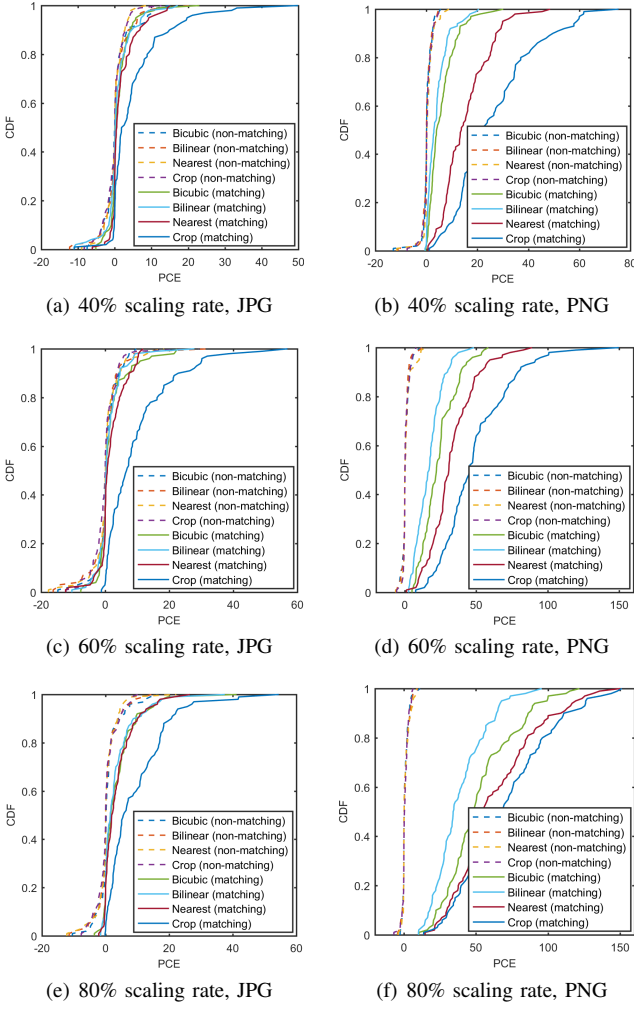 1
0.8
0.6
0.4
0.2
0
CDF
-20 -10 0 10 20 30 40 50
PCE
Bicubic (non-matching)
Bilinear (non-matching)
Nearest (non-matching)
Crop (non-matching)
Bicubic (matching)
Bilinear (matching)
Nearest (matching)
Crop (matching)
(a) 40% scaling rate, JPG
1
0.8
0.6
0.4
0.2
0
CDF
-20 0 20 40 60 80
PCE
Bicubic (non-matching)
Bilinear (non-matching)
Nearest (non-matching)
Crop (non-matching)
Bicubic (matching)
Bilinear (matching)
Nearest (matching)
Crop (matching)
(b) 40% scaling rate, PNG
1
0.8
0.6
0.4
0.2
0
CDF
-20 0 20 40 60
PCE
Bicubic (non-matching)
Bilinear (non-matching)
Nearest (non-matching)
Crop (non-matching)
Bicubic (matching)
Bilinear (matching)
Nearest (matching)
Crop (matching)
(c) 60% scaling rate, JPG
1
0.8
0.6
0.4
0.2
0
CDF
0 50 100 150
PCE
Bicubic (non-matching)
Bilinear (non-matching)
Nearest (non-matching)
Crop (non-matching)
Bicubic (matching)
Bilinear (matching)
Nearest (matching)
Crop (matching)
(d) 60% scaling rate, PNG
1
0.8
0.6
0.4
0.2
0
CDF
-20 0 20 40 60
PCE
Bicubic (non-matching)
Bilinear (non-matching)
Nearest (non-matching)
Crop (non-matching)
Bicubic (matching)
Bilinear (matching)
Nearest (matching)
Crop (matching)
(e) 80% scaling rate, JPG
1
0.8
0.6
0.4
0.2
0
CDF
0 50 100 150
PCE
Bicubic (non-matching)
Bilinear (non-matching)
Nearest (non-matching)
Crop (non-matching)
Bicubic (matching)
Bilinear (matching)
Nearest (matching)
Crop (matching)
(f) 80% scaling rate, PNG